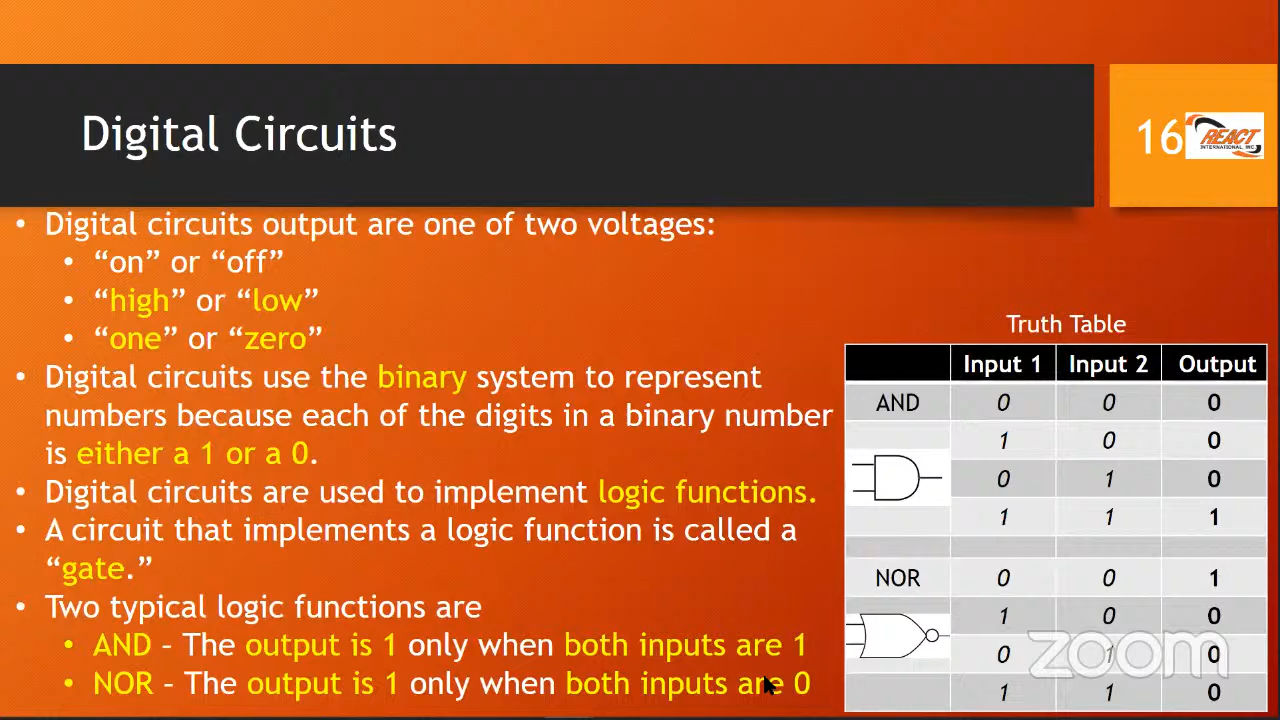 Digital Circuits
16
REACT
INTERNATIONAL, INC.
• Digital circuits output are one of two voltages:
• “on” or “off”
• “high” or “low”
• “one” or “zero”
• Digital circuits use the binary system to represent
numbers because each of the digits in a binary number
is either a 1 or a 0.
• Digital circuits are used to implement logic functions.
• A circuit that implements a logic function is called a
“gate.”
• Two typical logic functions are
• AND – The output is 1 only when both inputs are 1
• NOR – The output is 1 only when both inputs are 0
Truth Table
Input 1 Input 2 Output
AND 0 0 0
1 0 0
0 1 0
1 1 1
NOR 0 0 1
1 0 0
0 1 0
1 1 0
zoom